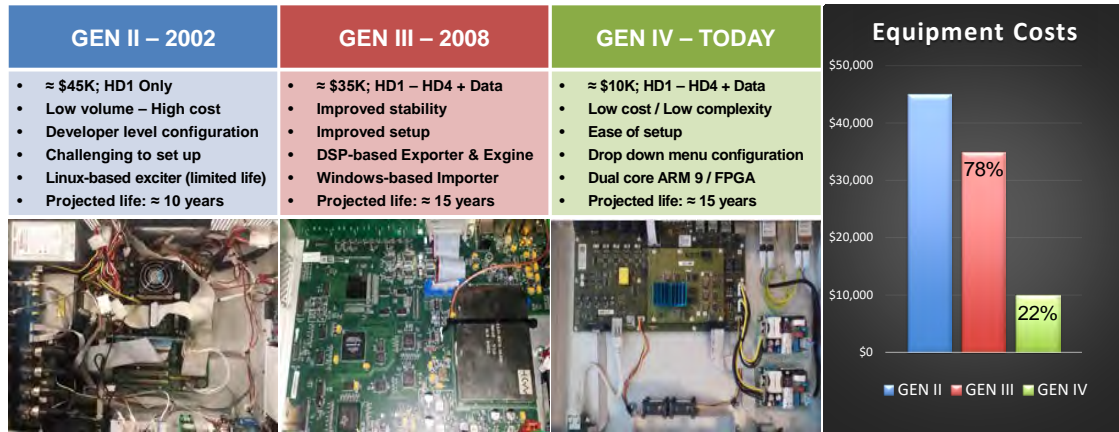 GEN II – 2002
• ≈ $45K; HD1 Only
• Low volume – High cost
• Developer level configuration
• Challenging to set up
• Linux-based exciter (limited life)
• Projected life: ≈ 10 years
GEN III – 2008
• ≈ $35K; HD1 – HD4 + Data
• Improved stability
• Improved setup
• DSP-based Exporter & Exgine
• Windows-based Importer
• Projected life: ≈ 15 years
GEN IV – TODAY
• ≈ $10K; HD1 – HD4 + Data
• Low cost / Low complexity
• Ease of setup
• Drop down menu configuration
• Dual core ARM 9 / FPGA
• Projected life: ≈ 15 years
Equipment Costs
$50,000
$40,000
$30,000
$20,000
$10,000
$0
78%
22%
GEN II GEN III GEN IV